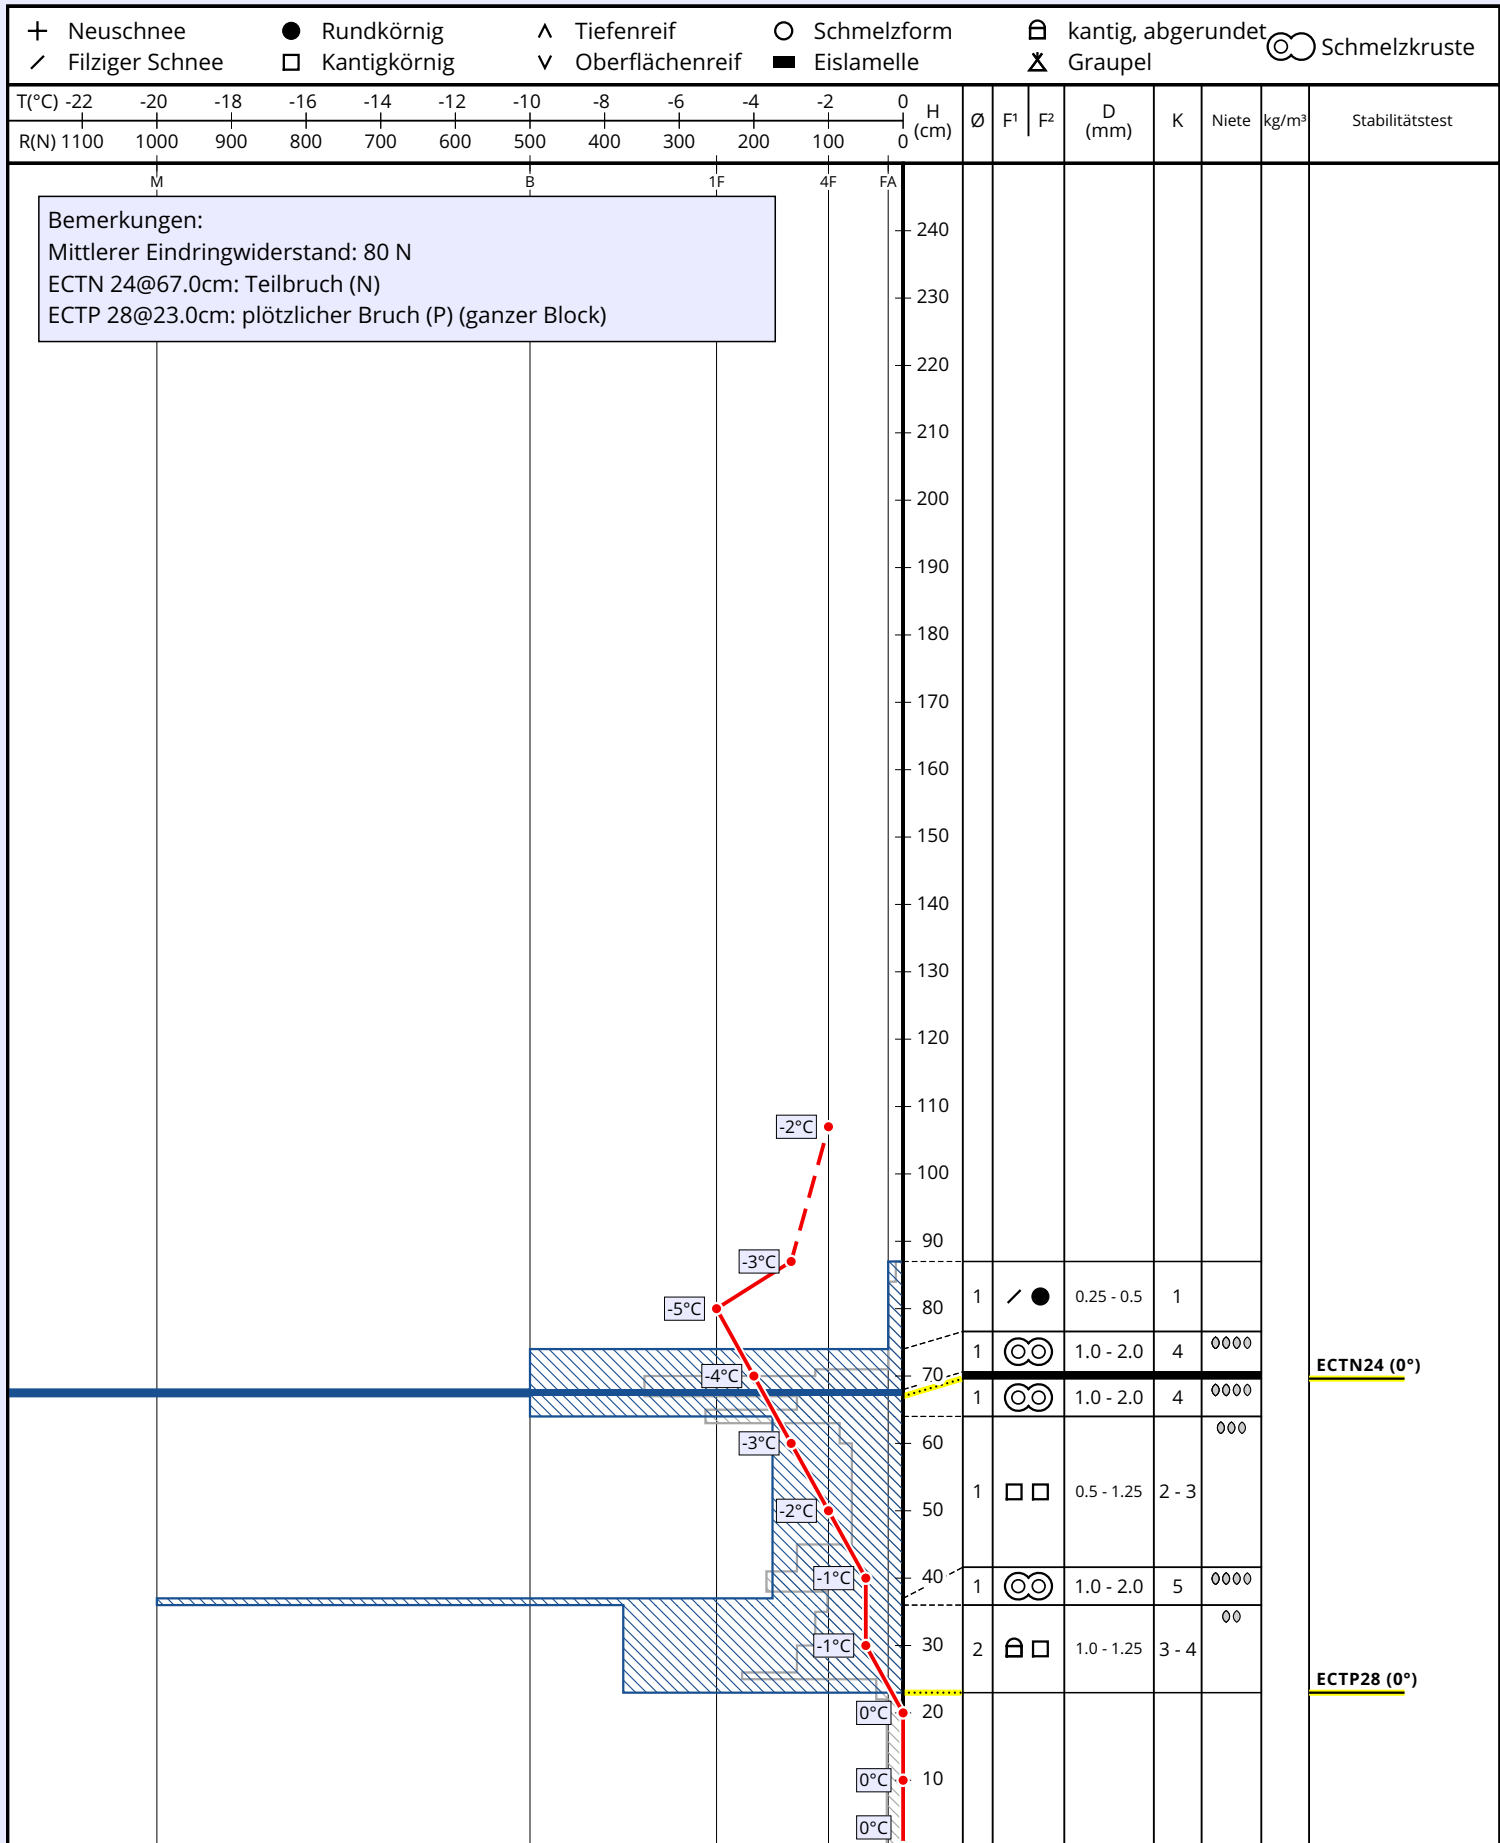 Neuschnee Rundkörnig Tiefenreif Schmelzform kantig, abgerundet Schmelzkruste
Filziger Schnee Kantigkörnig Oberflächenreif Eislamelle Graupel
T(°C) -22 -20 -18 -16 -14 -12 -10 -8 -6 -4 -2 0
R(N) 1100 1000 900 800 700 600 500 400 300 200 100 0
H (cm) Ø F¹ F² D (mm) K Niete kg/m³ Stabilitätstest
M B 1F 4F FA
Bemerkungen:
Mittlerer Eindringwiderstand: 80 N
ECTN 24@67.0cm: Teilbruch (N)
ECTP 28@23.0cm: plötzlicher Bruch (P) (ganzer Block)
240
230
220
210
200
190
180
170
160
150
140
130
120
110
-2°C
100
90
-3°C
1 0.25 - 0.5 1
-5°C 80
1 1.0 - 2.0 4
ECTN24 (0°)
-4°C 70
1 1.0 - 2.0 4
-3°C 60
1 0.5 - 1.25 2 - 3
-2°C 50
-1°C 40
1 1.0 - 2.0 5
-1°C 30
2 1.0 - 1.25 3 - 4
ECTP28 (0°)
0°C 20
0°C 10
0°C